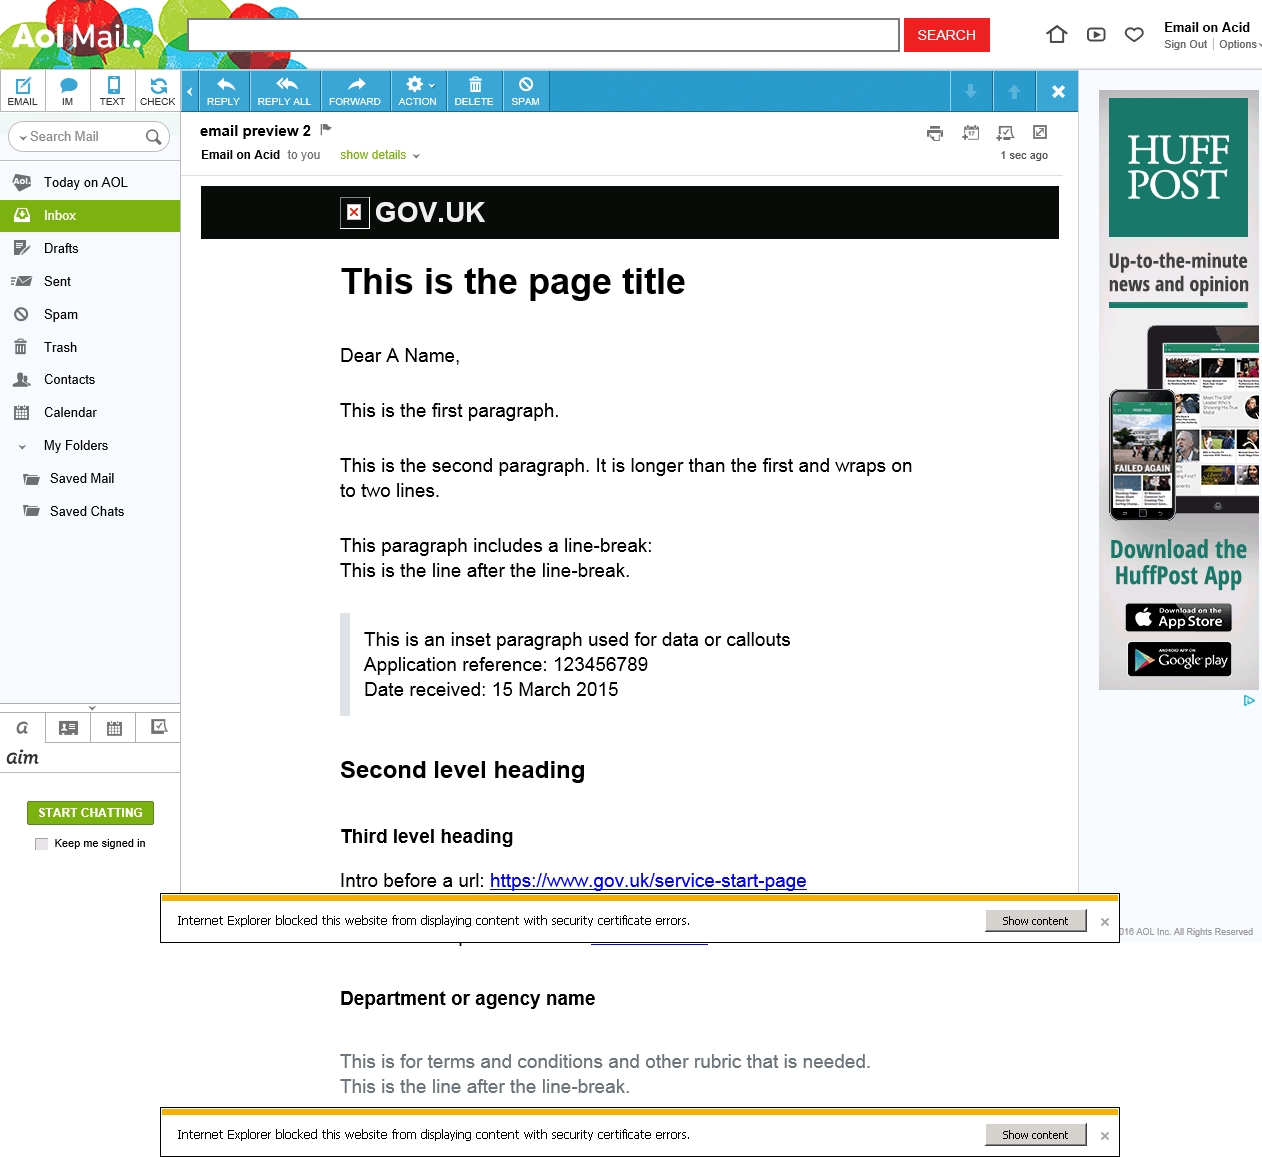 Aol Mail.
SEARCH
Email on Acid
Sign Out Options
EMAIL IM TEXT CHECK
REPLY REPLY ALL FORWARD ACTION DELETE SPAM
Search Mail
email preview 2
Email on Acid to you show details
17
1 sec ago
Aol. Today on AOL
Inbox
Drafts
Sent
Spam
Trash
Contacts
Calendar
My Folders
Saved Mail
Saved Chats
a
aim
START CHATTING
Keep me signed in
GOV.UK
This is the page title
Dear A Name,
This is the first paragraph.
This is the second paragraph. It is longer than the first and wraps on
to two lines.
This paragraph includes a line-break:
This is the line after the line-break.
This is an inset paragraph used for data or callouts
Application reference: 123456789
Date received: 15 March 2015
Second level heading
Third level heading
Intro before a url: https://www.gov.uk/service-start-page
Internet Explorer blocked this website from displaying content with security certificate errors.
Show content
Department or agency name
This is for terms and conditions and other rubric that is needed.
This is the line after the line-break.
Internet Explorer blocked this website from displaying content with security certificate errors.
Show content
HUFF
POST
Up-to-the-minute
news and opinion
FRONT PAGE
FRONT PAGE
FAILED AGAIN
Download the
HuffPost App
Download on the
App Store
ANDROID APP ON
Google play
016 AOL Inc. All Rights Reserved